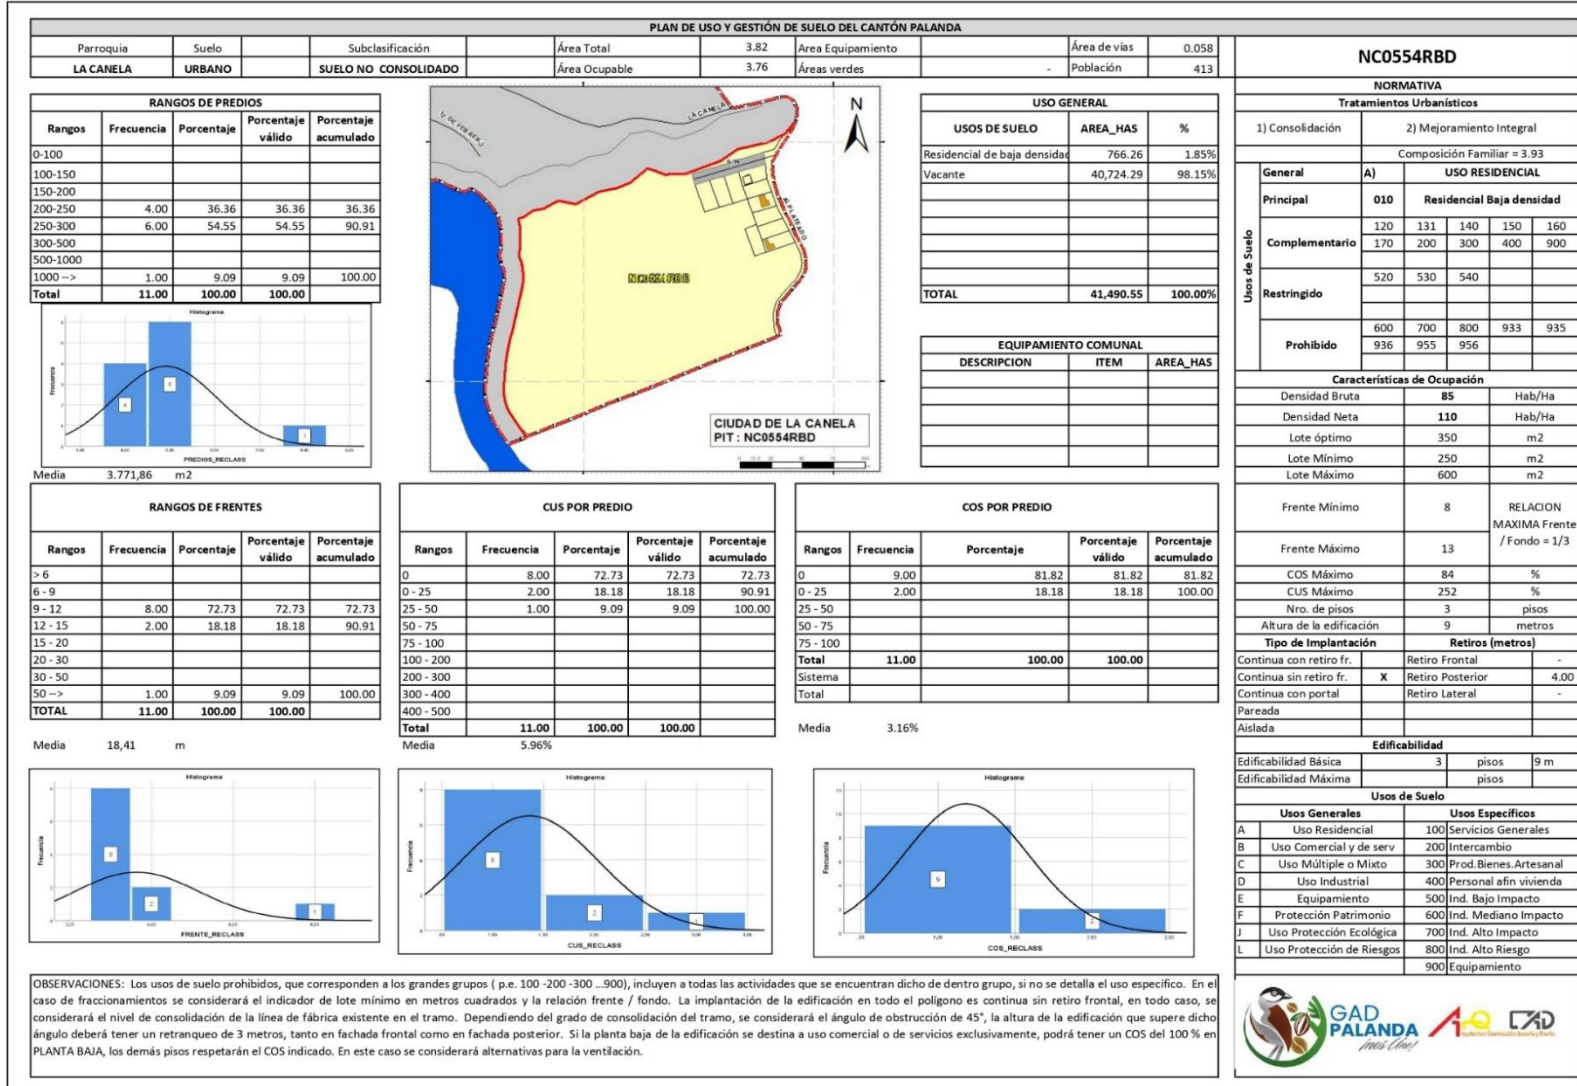 PLAN DE USO Y GESTIÓN DE SUELO DEL CANTÓN PALANDA
Parroquia Suelo Subclasificación Área Total 3.82 Area Equipamiento Área de vías 0.058
LA CANELA URBANO SUELO NO CONSOLIDADO Área Ocupable 3.76 Áreas verdes - Población 413
RANGOS DE PREDIOS
Rangos Frecuencia Porcentaje Porcentaje válido Porcentaje acumulado
0-100
100-150
150-200
200-250 4.00 36.36 36.36 36.36
250-300 6.00 54.55 54.55 90.91
300-500
500-1000
1000 --> 1.00 9.09 9.09 100.00
Total 11.00 100.00 100.00
Histograma
Frecuencia
4
6
1
PREDIOS_RECLASS
Media 3.771,86 m2
N
LA CANELA
S/N
EL PLATEADO
NC0554RBD
CIUDAD DE LA CANELA
PIT : NC0554RBD
USO GENERAL
USOS DE SUELO AREA_HAS %
Residencial de baja densidad 766.26 1.85%
Vacante 40,724.29 98.15%
TOTAL 41,490.55 100.00%
EQUIPAMIENTO COMUNAL
DESCRIPCION ITEM AREA_HAS
RANGOS DE FRENTES
Rangos Frecuencia Porcentaje Porcentaje válido Porcentaje acumulado
> 6
6 - 9
9 - 12 8.00 72.73 72.73 72.73
12 - 15 2.00 18.18 18.18 90.91
15 - 20
20 - 30
30 - 50
50 --> 1.00 9.09 9.09 100.00
TOTAL 11.00 100.00 100.00
Media 18,41 m
CUS POR PREDIO
Rangos Frecuencia Porcentaje Porcentaje válido Porcentaje acumulado
0 8.00 72.73 72.73 72.73
0 - 25 2.00 18.18 18.18 90.91
25 - 50 1.00 9.09 9.09 100.00
50 - 75
75 - 100
100 - 200
200 - 300
300 - 400
400 - 500
Total 11.00 100.00 100.00
Media 5.96%
COS POR PREDIO
Rangos Frecuencia Porcentaje Porcentaje válido Porcentaje acumulado
0 9.00 81.82 81.82 81.82
0 - 25 2.00 18.18 18.18 100.00
25 - 50
50 - 75
75 - 100
Total 11.00 100.00 100.00
Sistema
Total
Media 3.16%
Histograma
Frecuencia
8
2
1
FRENTE_RECLASS
Histograma
Frecuencia
8
2
1
CUS_RECLASS
Histograma
Frecuencia
9
2
COS_RECLASS
OBSERVACIONES: Los usos de suelo prohibidos, que corresponden a los grandes grupos ( p.e. 100 -200 -300 ...900), incluyen a todas las actividades que se encuentran dicho de dentro grupo, si no se detalla el uso específico. En el
caso de fraccionamientos se considerará el indicador de lote mínimo en metros cuadrados y la relación frente / fondo. La implantación de la edificación en todo el polígono es continua sin retiro frontal, en todo caso, se
considerará el nivel de consolidación de la línea de fábrica existente en el tramo. Dependiendo del grado de consolidación del tramo, se considerará el ángulo de obstrucción de 45°, la altura de la edificación que supere dicho
ángulo deberá tener un retranqueo de 3 metros, tanto en fachada frontal como en fachada posterior. Si la planta baja de la edificación se destina a uso comercial o de servicios exclusivamente, podrá tener un COS del 100 % en
PLANTA BAJA, los demás pisos respetarán el COS indicado. En este caso se considerará alternativas para la ventilación.
NC0554RBD
NORMATIVA
Tratamientos Urbanísticos
1) Consolidación 2) Mejoramiento Integral
Composición Familiar = 3.93
Usos de Suelo
General A) USO RESIDENCIAL
Principal 010 Residencial Baja densidad
Complementario
120 131 140 150 160
170 200 300 400 900
Restringido
520 530 540
Prohibido
600 700 800 933 935
936 955 956
Características de Ocupación
Densidad Bruta 85 Hab/Ha
Densidad Neta 110 Hab/Ha
Lote óptimo 350 m2
Lote Mínimo 250 m2
Lote Máximo 600 m2
Frente Mínimo 8
Frente Máximo 13
RELACION
MAXIMA Frente
/ Fondo = 1/3
COS Máximo 84 %
CUS Máximo 252 %
Nro. de pisos 3 pisos
Altura de la edificación 9 metros
Tipo de Implantación Retiros (metros)
Continua con retiro fr. Retiro Frontal -
Continua sin retiro fr. X Retiro Posterior 4.00
Continua con portal Retiro Lateral -
Pareada
Aislada
Edificabilidad
Edificabilidad Básica 3 pisos 9 m
Edificabilidad Máxima pisos
Usos de Suelo
Usos Generales Usos Específicos
A Uso Residencial 100 Servicios Generales
B Uso Comercial y de serv 200 Intercambio
C Uso Múltiple o Mixto 300 Prod.Bienes.Artesanal
D Uso Industrial 400 Personal afin vivienda
E Equipamiento 500 Ind. Bajo Impacto
F Protección Patrimonio 600 Ind. Mediano Impacto
J Uso Protección Ecológica 700 Ind. Alto Impacto
L Uso Protección de Riesgos 800 Ind. Alto Riesgo
900 Equipamiento
GAD
PALANDA